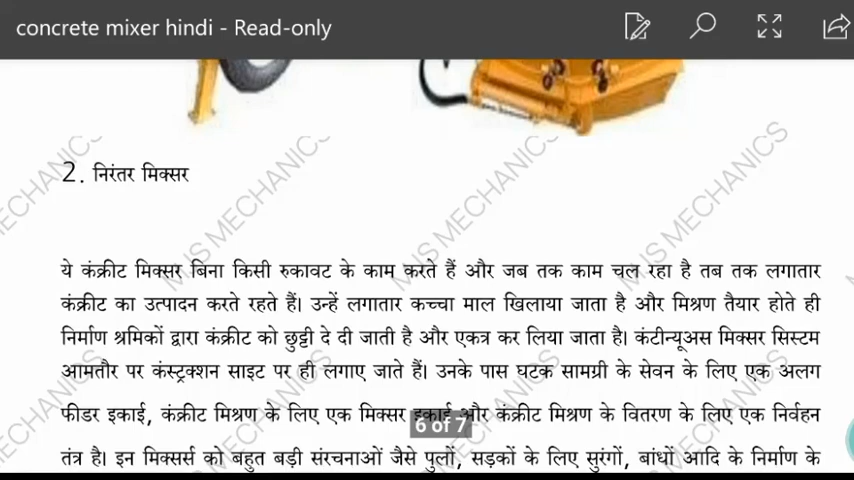 concrete mixer hindi - Read-only
2. निरंतर मिक्सर
ये कंक्रीट मिक्सर बिना किसी रुकावट के काम करते हैं और जब तक काम चल रहा है तब तक लगातार
कंक्रीट का उत्पादन करते रहते हैं। उन्हें लगातार कच्चा माल खिलाया जाता है और मिश्रण तैयार होते ही
निर्माण श्रमिकों द्वारा कंक्रीट को छुट्टी दे दी जाती है और एकत्र कर लिया जाता है। कंटीन्यूअस मिक्सर सिस्टम
आमतौर पर कंस्ट्रक्शन साइट पर ही लगाए जाते हैं। उनके पास घटक सामग्री के सेवन के लिए एक अलग
फीडर इकाई, कंक्रीट मिश्रण के लिए एक मिक्सर इकाई और कंक्रीट मिश्रण के वितरण के लिए एक निर्वहन
6 of 7
तंत्र है। इन मिक्सर्स को बहुत बड़ी संरचनाओं जैसे पुलों, सड़कों के लिए सुरंगों, बांधों आदि के निर्माण के